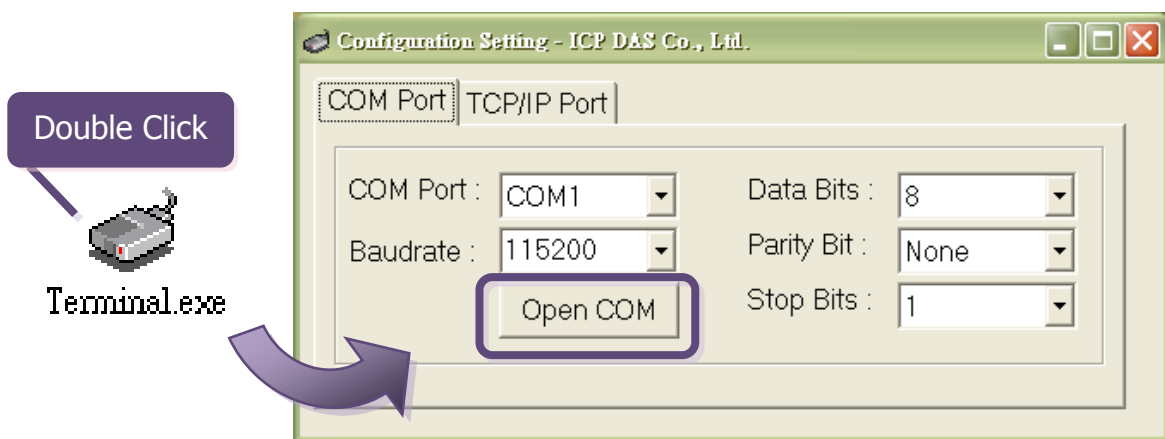 Configuration Setting - ICP DAS Co., Ltd.
COM Port TCP/IP Port
Double Click
COM Port : COM1 Data Bits : 8
Baudrate : 115200 Parity Bit : None
Open COM Stop Bits : 1
Terminal.exe